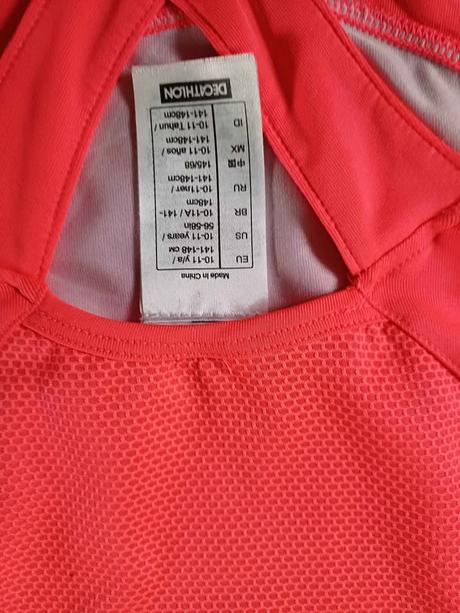 Made in China
EU 10-11 y/a /
141-148 CM
US 10-11 years /
56-58in
BR 10-11A / 141-
148cm
RU 10-11лет /
141-148cm
中国 145/68
MX 10-11 años /
141-148cm
ID 10-11 Tahun /
141-148cm
DECATHLON